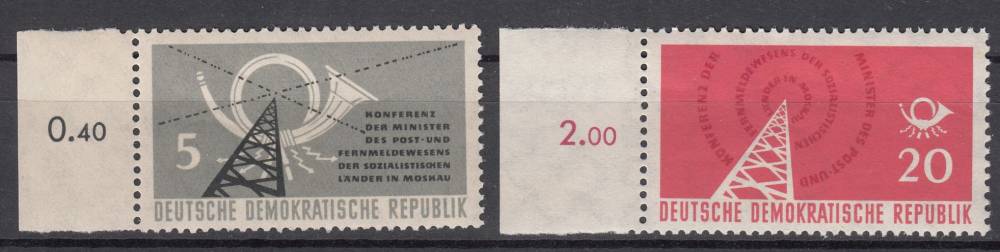 0.40
5
KONFERENZ
DER MINISTER
DES POST-UND
FERNMELDEWESENS
DER SOZIALISTISCHEN
LÄNDER IN MOSKAU
DEUTSCHE DEMOKRATISCHE REPUBLIK
2.00
KONFERENZ DER MINISTER DES POST-UND
FERNMELDEWESENS DER SOZIALISTISCHEN
LÄNDER IN MOSKAU
20
DEUTSCHE DEMOKRATISCHE REPUBLIK